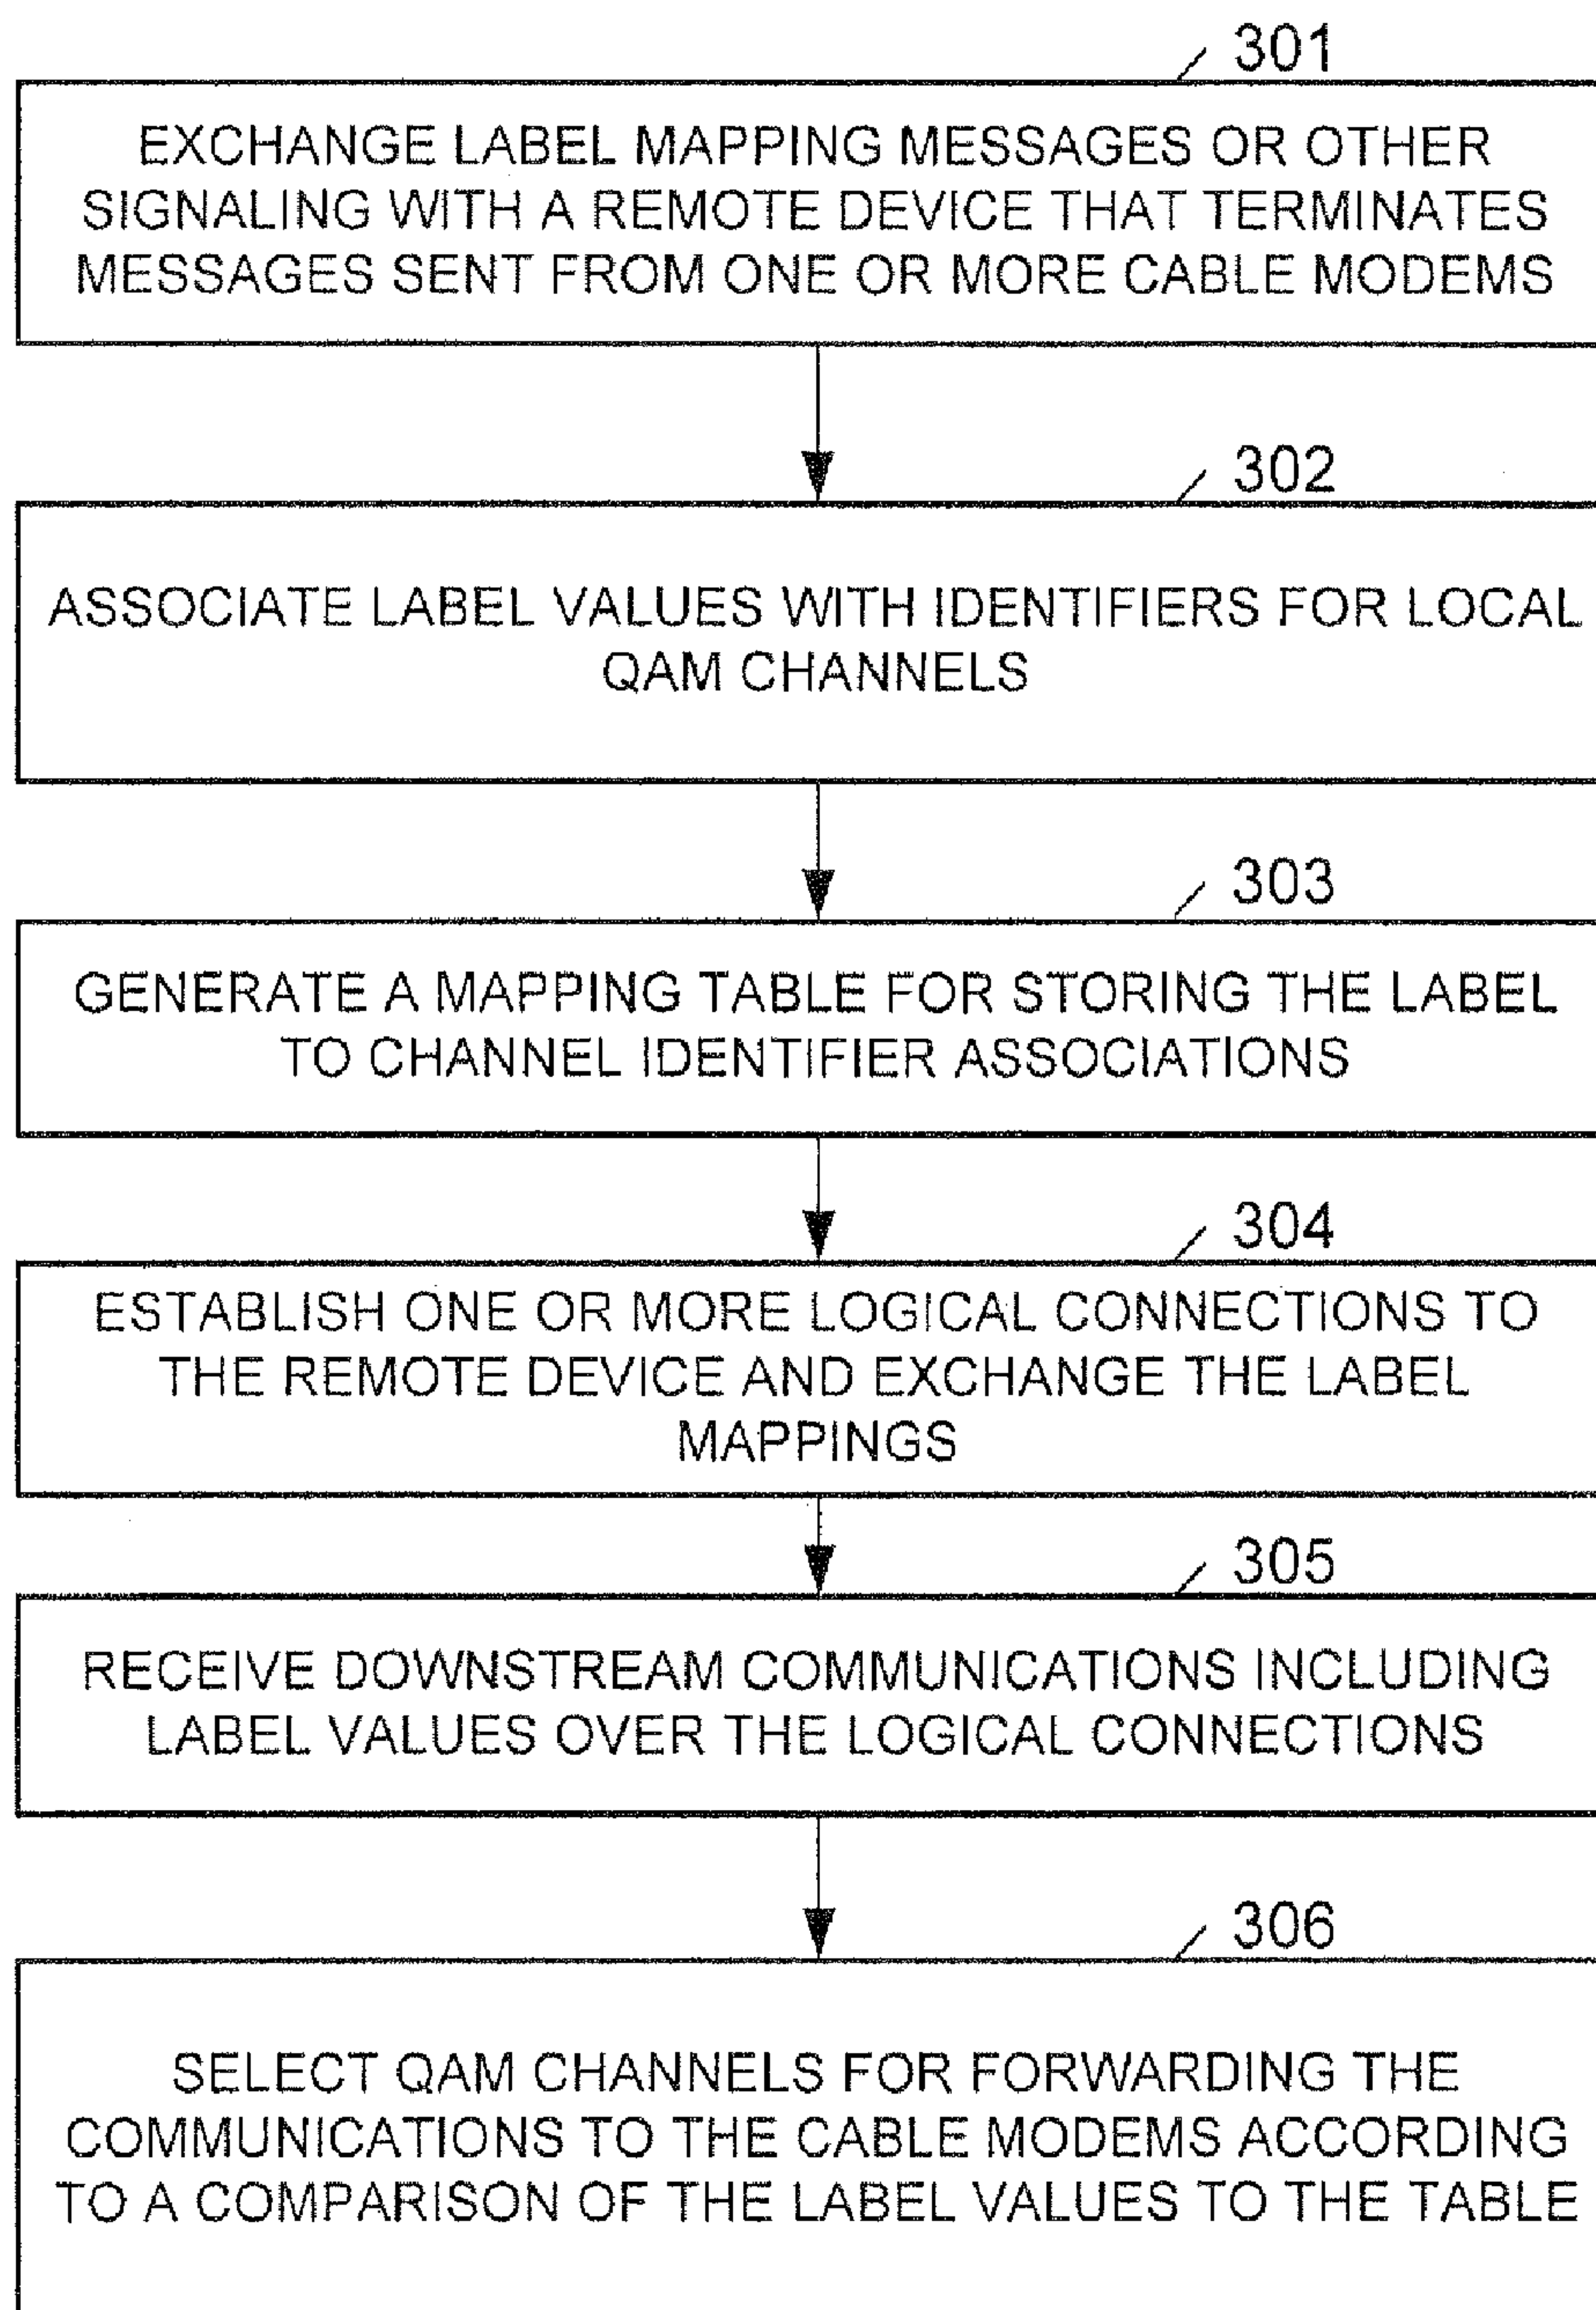 301
EXCHANGE LABEL MAPPING MESSAGES OR OTHER
SIGNALING WITH A REMOTE DEVICE THAT TERMINATES
MESSAGES SENT FROM ONE OR MORE CABLE MODEMS
302
ASSOCIATE LABEL VALUES WITH IDENTIFIERS FOR LOCAL
QAM CHANNELS
303
GENERATE A MAPPING TABLE FOR STORING THE LABEL
TO CHANNEL IDENTIFIER ASSOCIATIONS
304
ESTABLISH ONE OR MORE LOGICAL CONNECTIONS TO
THE REMOTE DEVICE AND EXCHANGE THE LABEL
MAPPINGS
305
RECEIVE DOWNSTREAM COMMUNICATIONS INCLUDING
LABEL VALUES OVER THE LOGICAL CONNECTIONS
306
SELECT QAM CHANNELS FOR FORWARDING THE
COMMUNICATIONS TO THE CABLE MODEMS ACCORDING
TO A COMPARISON OF THE LABEL VALUES TO THE TABLE